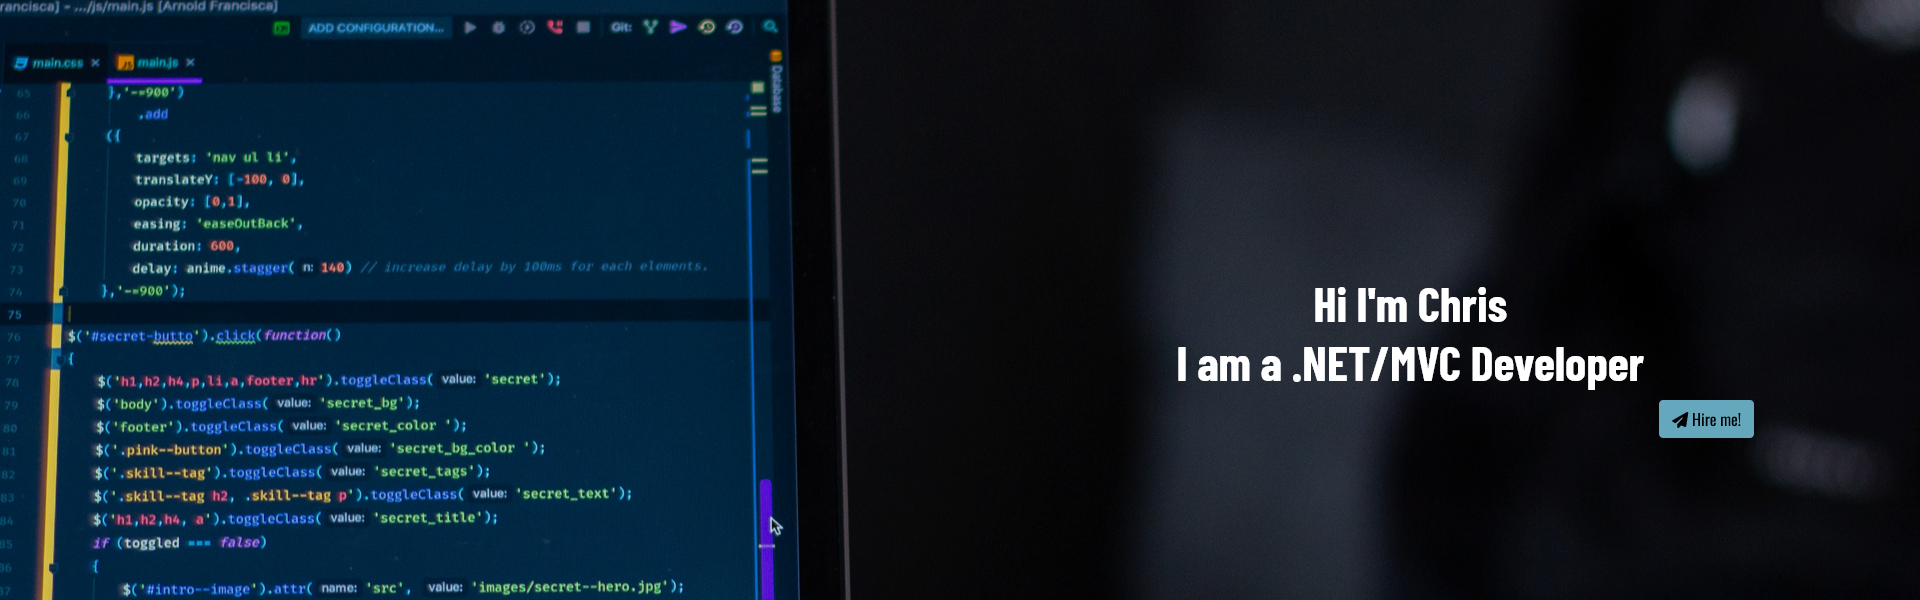 rancisca] – .../js/main.js [Arnold Francisca]
ADD CONFIGURATION...
Git:
main.css ×
JS main.js ×
Database
65 },'-=900')
66 .add
67 ({
68 targets: 'nav ul li',
69 translateY: [-100, 0],
70 opacity: [0,1],
71 easing: 'easeOutBack',
72 duration: 600,
73 delay: anime.stagger( n: 140) // increase delay by 100ms for each elements.
74 },'-=900');
75
76 $('#secret-butto').click(function()
77 {
78 $('h1,h2,h4,p,li,a,footer,hr').toggleClass( value: 'secret');
79 $('body').toggleClass( value: 'secret_bg');
80 $('footer').toggleClass( value: 'secret_color ');
81 $('.pink--button').toggleClass( value: 'secret_bg_color ');
82 $('.skill--tag').toggleClass( value: 'secret_tags');
83 $('.skill--tag h2, .skill--tag p').toggleClass( value: 'secret_text');
84 $('h1,h2,h4, a').toggleClass( value: 'secret_title');
85 if (toggled === false)
86 {
87 $('#intro--image').attr( name: 'src', value: 'images/secret--hero.jpg');
Hi I'm Chris
I am a .NET/MVC Developer
Hire me!